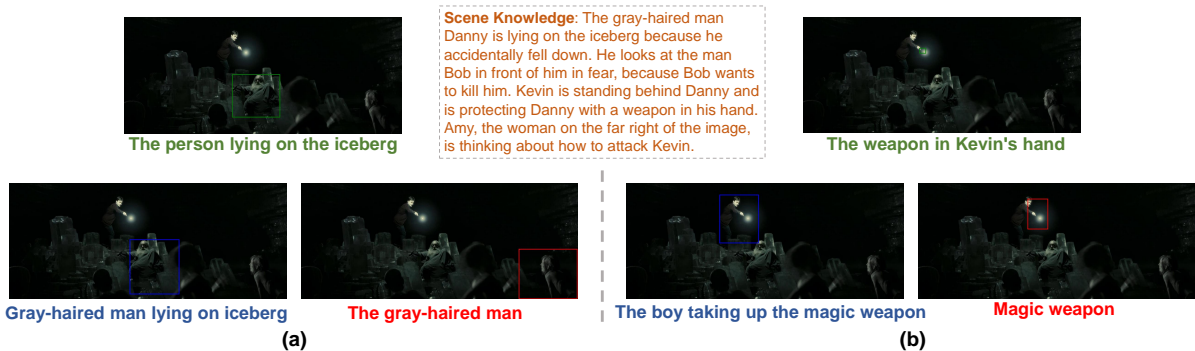 Scene Knowledge: The gray-haired man
Danny is lying on the iceberg because he
accidentally fell down. He looks at the man
Bob in front of him in fear, because Bob wants
to kill him. Kevin is standing behind Danny and
is protecting Danny with a weapon in his hand.
Amy, the woman on the far right of the image,
is thinking about how to attack Kevin.
The person lying on the iceberg
The weapon in Kevin's hand
Gray-haired man lying on iceberg
The gray-haired man
The boy taking up the magic weapon
Magic weapon
(a)
(b)